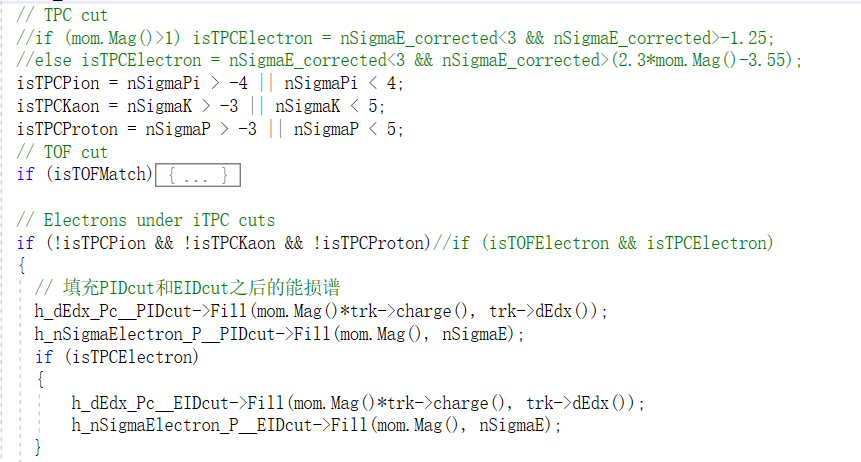 // TPC cut
//if (mom.Mag()>1) isTPCElectron = nSigmaE_corrected<3 && nSigmaE_corrected>-1.25;
//else isTPCElectron = nSigmaE_corrected<3 && nSigmaE_corrected>(2.3*mom.Mag()-3.55);
isTPCPion = nSigmaPi > -4 || nSigmaPi < 4;
isTPCKaon = nSigmaK > -3 || nSigmaK < 5;
isTPCProton = nSigmaP > -3 || nSigmaP < 5;
// TOF cut
if (isTOFMatch) { ... }
// Electrons under iTPC cuts
if (!isTPCPion && !isTPCKaon && !isTPCProton)//if (isTOFElectron && isTPCElectron)
{
// 填充PIDcut和EIDcut之后的能损谱
h_dEdx_Pc__PIDcut->Fill(mom.Mag()*trk->charge(), trk->dEdx());
h_nSigmaElectron_P__PIDcut->Fill(mom.Mag(), nSigmaE);
if (isTPCElectron)
{
h_dEdx_Pc__EIDcut->Fill(mom.Mag()*trk->charge(), trk->dEdx());
h_nSigmaElectron_P__EIDcut->Fill(mom.Mag(), nSigmaE);
}